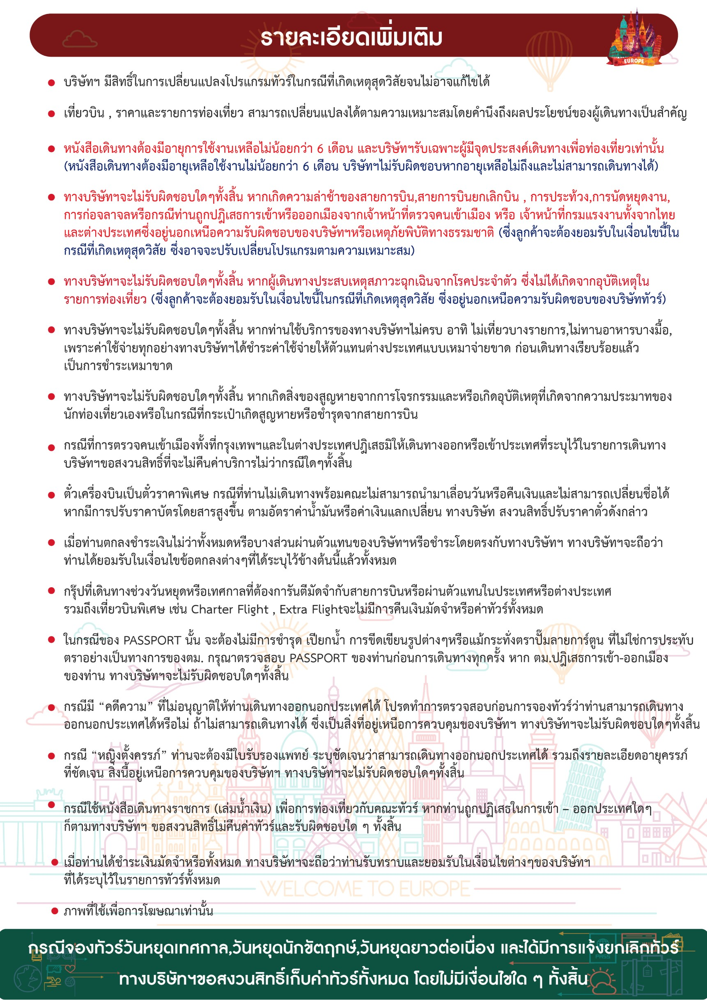 รายละเอียดเพิ่มเติม
EUROPE
บริษัทฯ มีสิทธิ์ในการเปลี่ยนแปลงโปรแกรมทัวร์ในกรณีที่เกิดเหตุสุดวิสัยจนไม่อาจแก้ไขได้
เที่ยวบิน , ราคาและรายการท่องเที่ยว สามารถเปลี่ยนแปลงได้ตามความเหมาะสมโดยคำนึงถึงผลประโยชน์ของผู้เดินทางเป็นสำคัญ
หนังสือเดินทางต้องมีอายุการใช้งานเหลือไม่น้อยกว่า 6 เดือน และบริษัทฯรับเฉพาะผู้มีจุดประสงค์เดินทางเพื่อท่องเที่ยวเท่านั้น
(หนังสือเดินทางต้องมีอายุเหลือใช้งานไม่น้อยกว่า 6 เดือน บริษัทฯไม่รับผิดชอบหากอายุเหลือไม่ถึงและไม่สามารถเดินทางได้)
ทางบริษัทฯจะไม่รับผิดชอบใดๆทั้งสิ้น หากเกิดความล่าช้าของสายการบิน,สายการบินยกเลิกบิน , การประท้วง,การนัดหยุดงาน,
การก่อจลาจลหรือกรณีท่านถูกปฎิเสธการเข้าหรือออกเมืองจากเจ้าหน้าที่ตรวจคนเข้าเมือง หรือ เจ้าหน้าที่กรมแรงงานทั้งจากไทย
และต่างประเทศซึ่งอยู่นอกเหนือความรับผิดชอบของบริษัทฯหรือเหตุภัยพิบัติทางธรรมชาติ (ซึ่งลูกค้าจะต้องยอมรับในเงื่อนไขนี้ใน
กรณีที่เกิดเหตุสุดวิสัย ซึ่งอาจจะปรับเปลี่ยนโปรแกรมตามความเหมาะสม)
ทางบริษัทฯจะไม่รับผิดชอบใดๆทั้งสิ้น หากผู้เดินทางประสบเหตุสภาวะฉุกเฉินจากโรคประจำตัว ซึ่งไม่ได้เกิดจากอุบัติเหตุใน
รายการท่องเที่ยว (ซึ่งลูกค้าจะต้องยอมรับในเงื่อนไขนี้ในกรณีที่เกิดเหตุสุดวิสัย ซึ่งอยู่นอกเหนือความรับผิดชอบของบริษัททัวร์)
ทางบริษัทฯจะไม่รับผิดชอบใดๆทั้งสิ้น หากท่านใช้บริการของทางบริษัทฯไม่ครบ อาทิ ไม่เที่ยวบางรายการ,ไม่ทานอาหารบางมื้อ,
เพราะค่าใช้จ่ายทุกอย่างทางบริษัทฯได้ชำระค่าใช้จ่ายให้ตัวแทนต่างประเทศแบบเหมาจ่ายขาด ก่อนเดินทางเรียบร้อยแล้ว
เป็นการชำระเหมาขาด
ทางบริษัทฯจะไม่รับผิดชอบใดๆทั้งสิ้น หากเกิดสิ่งของสูญหายจากการโจรกรรมและหรือเกิดอุบัติเหตุที่เกิดจากความประมาทของ
นักท่องเที่ยวเองหรือในกรณีที่กระเป๋าเกิดสูญหายหรือชำรุดจากสายการบิน
กรณีที่การตรวจคนเข้าเมืองทั้งที่กรุงเทพฯและในต่างประเทศปฎิเสธมิให้เดินทางออกหรือเข้าประเทศที่ระบุไว้ในรายการเดินทาง
บริษัทฯขอสงวนสิทธิ์ที่จะไม่คืนค่าบริการไม่ว่ากรณีใดๆทั้งสิ้น
ตั๋วเครื่องบินเป็นตั๋วราคาพิเศษ กรณีที่ท่านไม่เดินทางพร้อมคณะไม่สามารถนำมาเลื่อนวันหรือคืนเงินและไม่สามารถเปลี่ยนชื่อได้
หากมีการปรับราคาบัตรโดยสารสูงขึ้น ตามอัตราค่าน้ำมันหรือค่าเงินแลกเปลี่ยน ทางบริษัท สงวนสิทธิ์ปรับราคาตั๋วดังกล่าว
เมื่อท่านตกลงชำระเงินไม่ว่าทั้งหมดหรือบางส่วนผ่านตัวแทนของบริษัทฯหรือชำระโดยตรงกับทางบริษัทฯ ทางบริษัทฯจะถือว่า
ท่านได้ยอมรับในเงื่อนไขข้อตกลงต่างๆที่ได้ระบุไว้ข้างต้นนี้แล้วทั้งหมด
กรุ๊ปที่เดินทางช่วงวันหยุดหรือเทศกาลที่ต้องการันตีมัดจำกับสายการบินหรือผ่านตัวแทนในประเทศหรือต่างประเทศ
รวมถึงเที่ยวบินพิเศษ เช่น Charter Flight , Extra Flightจะไม่มีการคืนเงินมัดจำหรือค่าทัวร์ทั้งหมด
ในกรณีของ PASSPORT นั้น จะต้องไม่มีการชำรุด เปียกน้ำ การขีดเขียนรูปต่างๆหรือแม้กระทั่งตราปั๊มลายการ์ตูน ที่ไม่ใช่การประทับ
ตราอย่างเป็นทางการของตม. กรุณาตรวจสอบ PASSPORT ของท่านก่อนการเดินทางทุกครั้ง หาก ตม.ปฎิเสธการเข้า-ออกเมือง
ของท่าน ทางบริษัทฯจะไม่รับผิดชอบใดๆทั้งสิ้น
กรณีมี “คดีความ” ที่ไม่อนุญาติให้ท่านเดินทางออกนอกประเทศได้ โปรดทำการตรวจสอบก่อนการจองทัวร์ว่าท่านสามารถเดินทาง
ออกนอกประเทศได้หรือไม่ ถ้าไม่สามารถเดินทางได้ ซึ่งเป็นสิ่งที่อยู่เหนือการควบคุมของบริษัทฯ ทางบริษัทฯจะไม่รับผิดชอบใดๆทั้งสิ้น
กรณี “หญิงตั้งครรภ์” ท่านจะต้องมีใบรับรองแพทย์ ระบุชัดเจนว่าสามารถเดินทางออกนอกประเทศได้ รวมถึงรายละเอียดอายุครรภ์
ที่ชัดเจน สิ่งนี้อยู่เหนือการควบคุมของบริษัทฯ ทางบริษัทฯจะไม่รับผิดชอบใดๆทั้งสิ้น
กรณีใช้หนังสือเดินทางราชการ (เล่มน้ำเงิน) เพื่อการท่องเที่ยวกับคณะทัวร์ หากท่านถูกปฏิเสธในการเข้า – ออกประเทศใดๆ
ก็ตามทางบริษัทฯ ขอสงวนสิทธิ์ไม่คืนค่าทัวร์และรับผิดชอบใด ๆ ทั้งสิ้น
เมื่อท่านได้ชำระเงินมัดจำหรือทั้งหมด ทางบริษัทฯจะถือว่าท่านรับทราบและยอมรับในเงื่อนไขต่างๆของบริษัทฯ
ที่ได้ระบุไว้ในรายการทัวร์ทั้งหมด
WELCOME TO EUROPE
ภาพที่ใช้เพื่อการโฆษณาเท่านั้น
กรณีจองทัวร์วันหยุดเทศกาล,วันหยุดนักขัตฤกษ์,วันหยุดยาวต่อเนื่อง และได้มีการแจ้งยกเลิกทัวร์
PASS
ทางบริษัทฯขอสงวนสิทธิ์เก็บค่าทัวร์ทั้งหมด โดยไม่มีเงื่อนไขใด ๆ ทั้งสิ้น